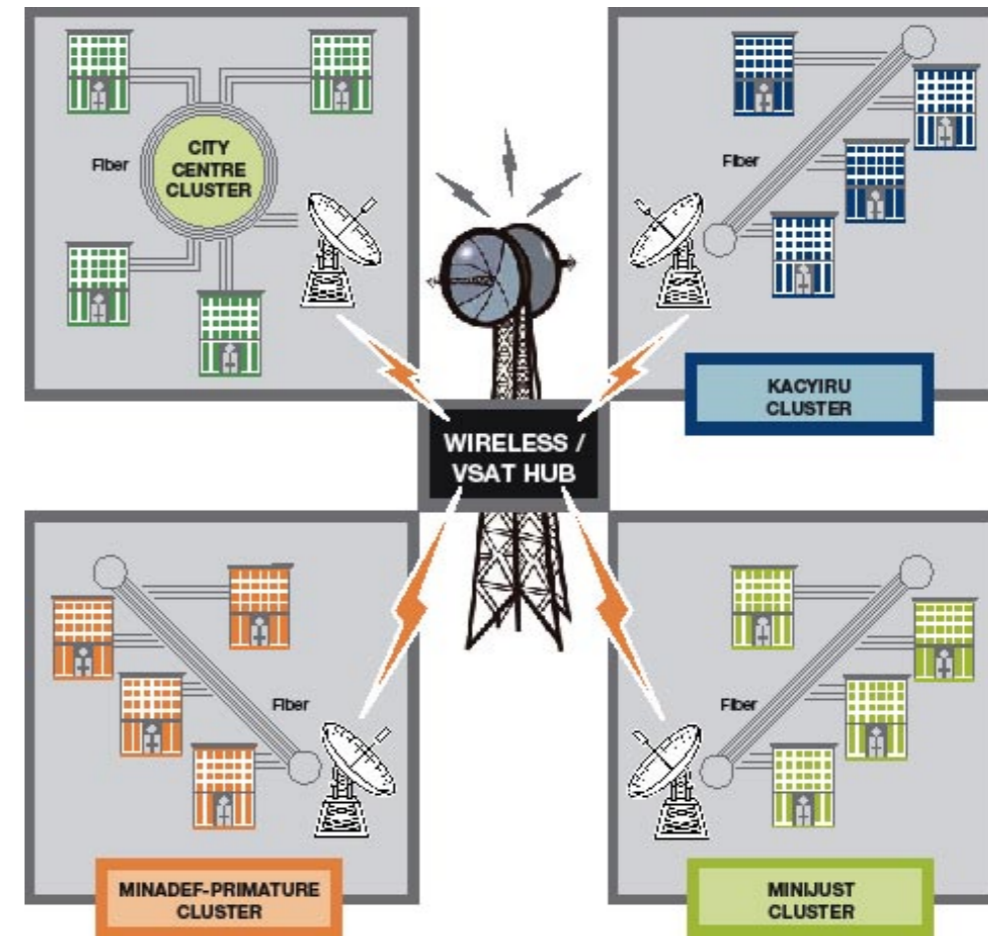 Fiber
CITY
CENTRE
CLUSTER
Fiber
KACYIRU
CLUSTER
WIRELESS /
VSAT HUB
Fiber
MINADEF-PRIMATURE
CLUSTER
Fiber
MINIJUST
CLUSTER